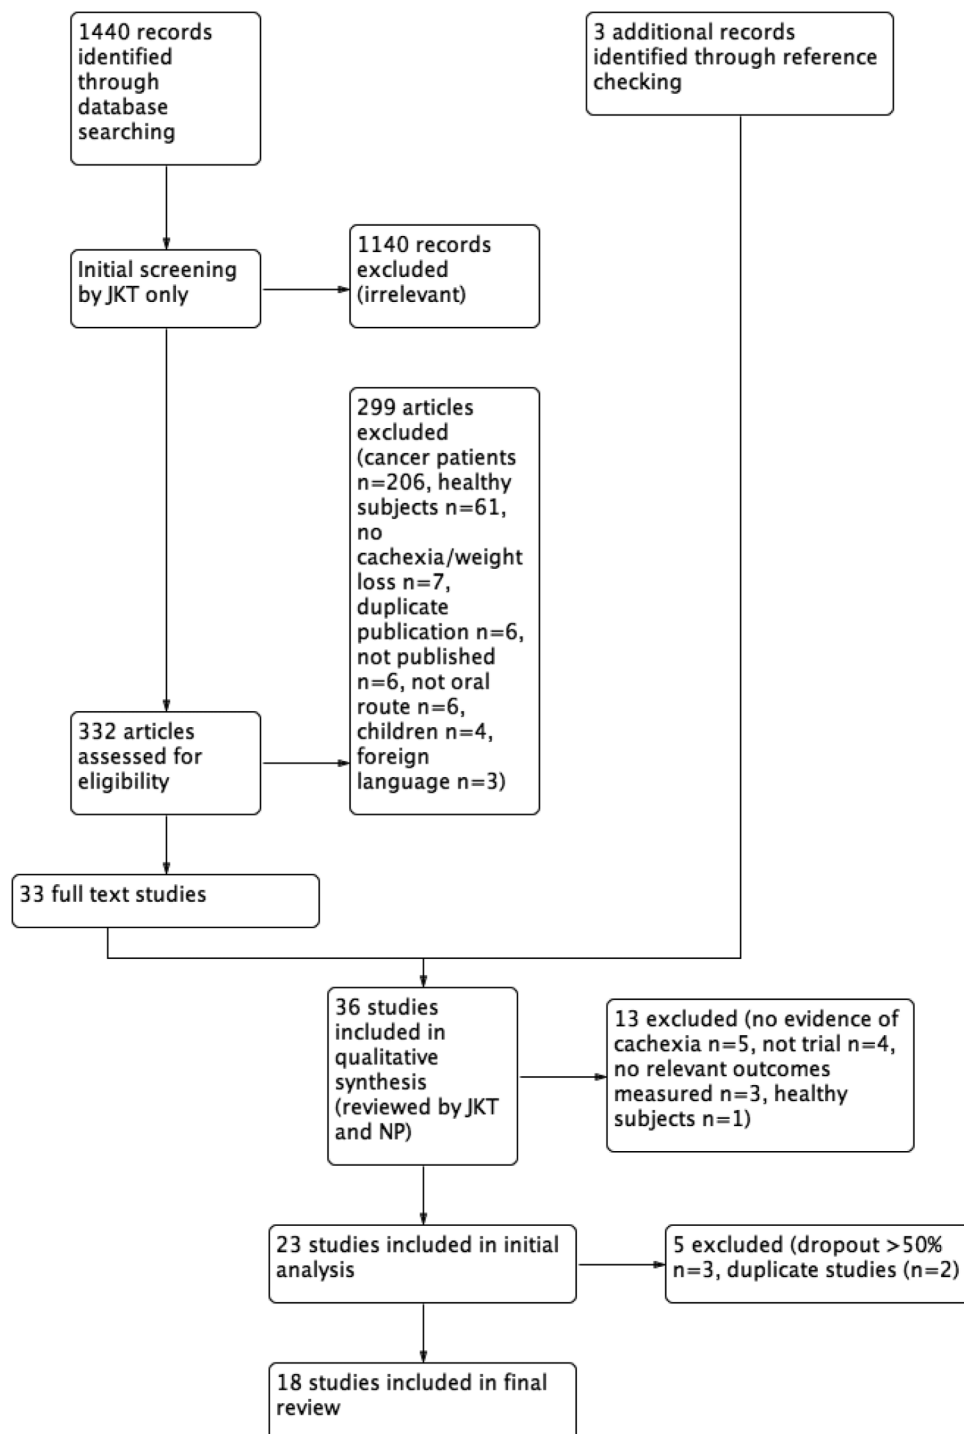 1440 records
identified
through
database
searching
3 additional records
identified through reference
checking
Initial screening
by JKT only
1140 records
excluded
(irrelevant)
299 articles
excluded
(cancer patients
n=206, healthy
subjects n=61,
no
cachexia/weight
loss n=7,
duplicate
publication n=6,
not published
n=6, not oral
route n=6,
children n=4,
foreign
language n=3)
332 articles
assessed for
eligibility
33 full text studies
36 studies
included in
qualitative
synthesis
(reviewed by JKT
and NP)
13 excluded (no evidence of
cachexia n=5, not trial n=4,
no relevant outcomes
measured n=3, healthy
subjects n=1)
23 studies included in initial
analysis
5 excluded (dropout >50%
n=3, duplicate studies (n=2)
18 studies included in final
review